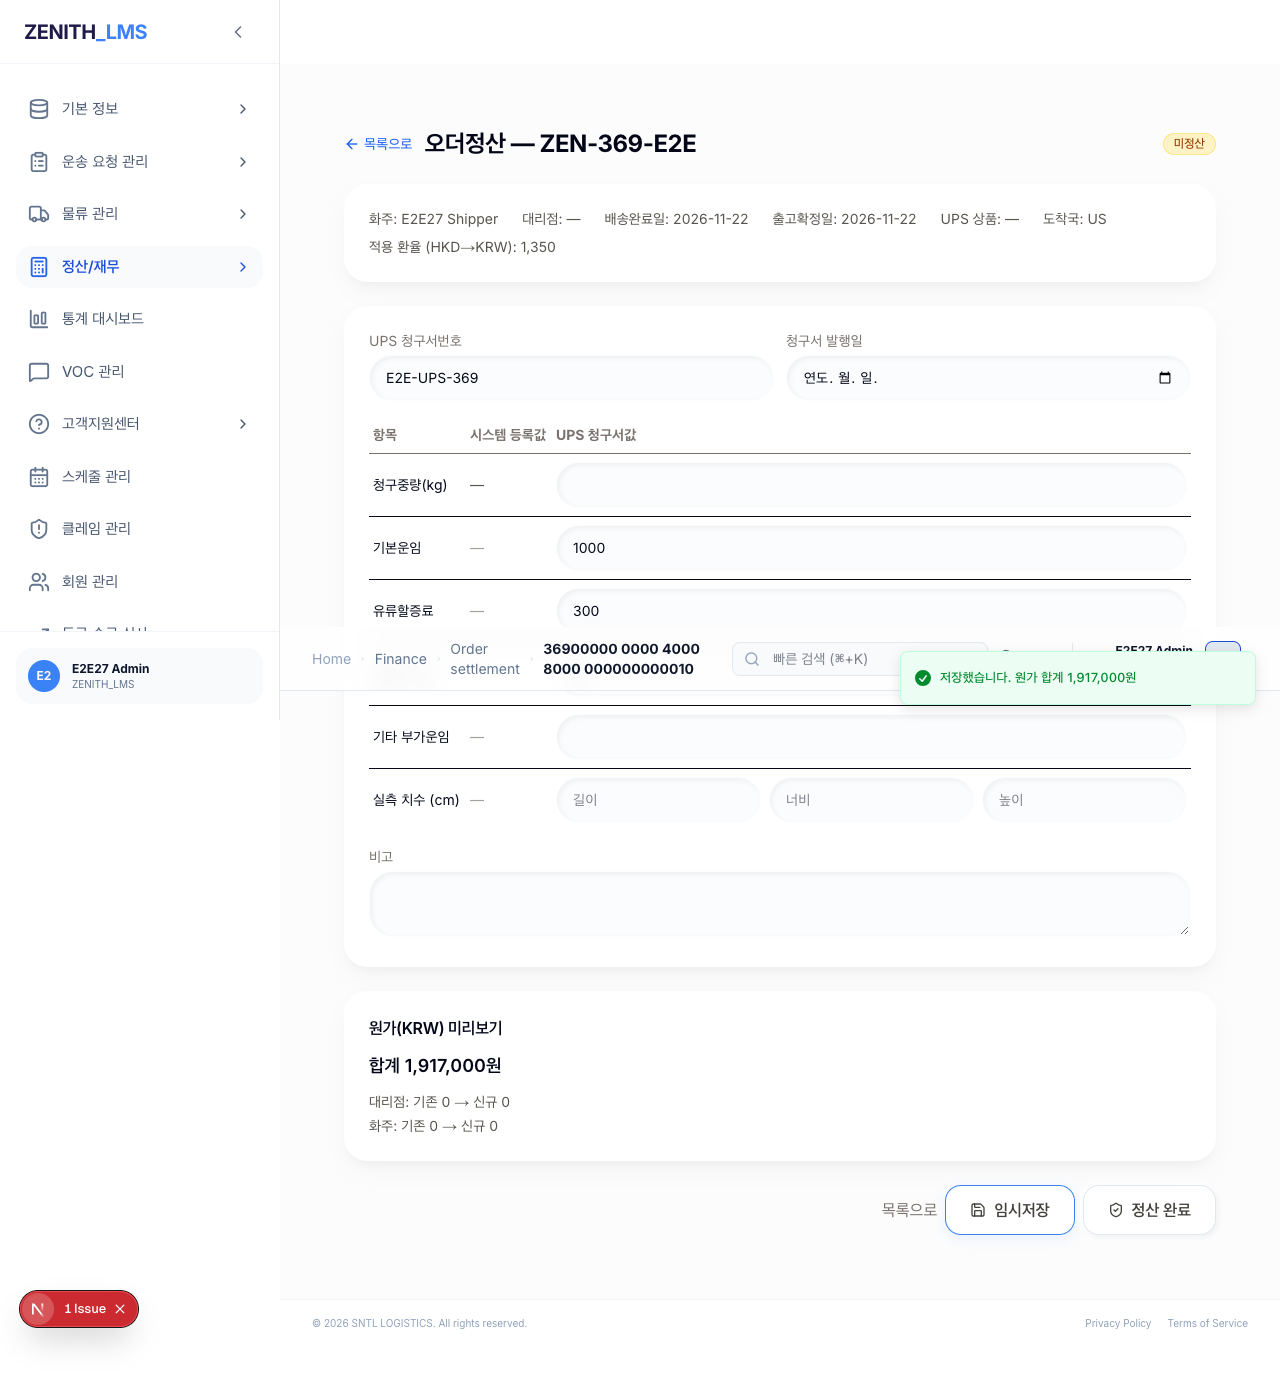 ZENITH_LMS
기본 정보
운송 요청 관리
물류 관리
정산/재무
통계 대시보드
VOC 관리
고객지원센터
스케줄 관리
클레임 관리
회원 관리
E2
E2E27 Admin
ZENITH_LMS
목록으로
오더정산 — ZEN-369-E2E
미정산
화주: E2E27 Shipper 대리점: — 배송완료일: 2026-11-22 출고확정일: 2026-11-22 UPS 상품: — 도착국: US
적용 환율 (HKD→KRW): 1,350
UPS 청구서번호 청구서 발행일
E2E-UPS-369 연도. 월. 일.
항목 시스템 등록값 UPS 청구서값
청구중량(kg) —
기본운임 — 1000
유류할증료 — 300
Home Finance Order settlement 36900000 0000 4000 8000 000000000010 빠른 검색 (⌘+K) E2E27 Admin
저장했습니다. 원가 합계 1,917,000원
기타 부가운임 —
실측 치수 (cm) — 길이 너비 높이
비고
원가(KRW) 미리보기
합계 1,917,000원
대리점: 기존 0 → 신규 0
화주: 기존 0 → 신규 0
목록으로 임시저장 정산 완료
N 1 Issue
© 2026 SNTL LOGISTICS. All rights reserved. Privacy Policy Terms of Service